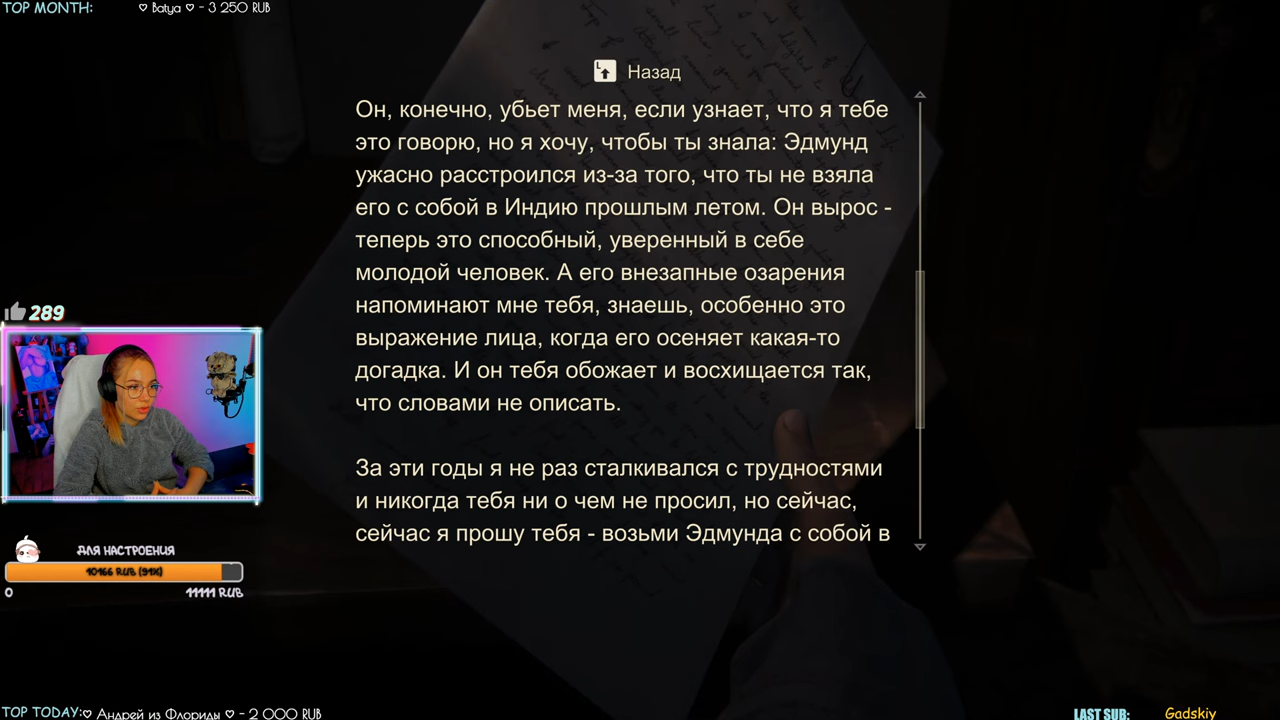 TOP MONTH: ♡ Batya ♡ - 3 250 RUB
Назад
Он, конечно, убьет меня, если узнает, что я тебе
это говорю, но я хочу, чтобы ты знала: Эдмунд
ужасно расстроился из-за того, что ты не взяла
его с собой в Индию прошлым летом. Он вырос -
теперь это способный, уверенный в себе
молодой человек. А его внезапные озарения
напоминают мне тебя, знаешь, особенно это
выражение лица, когда его осеняет какая-то
догадка. И он тебя обожает и восхищается так,
что словами не описать.
За эти годы я не раз сталкивался с трудностями
и никогда тебя ни о чем не просил, но сейчас,
сейчас я прошу тебя - возьми Эдмунда с собой в
289
ДЛЯ НАСТРОЕНИЯ
10166 RUB (91%)
0 11111 RUB
TOP TODAY: ♡ Андрей из Флориды ♡ - 2 000 RUB
LAST SUB: Gadskiy